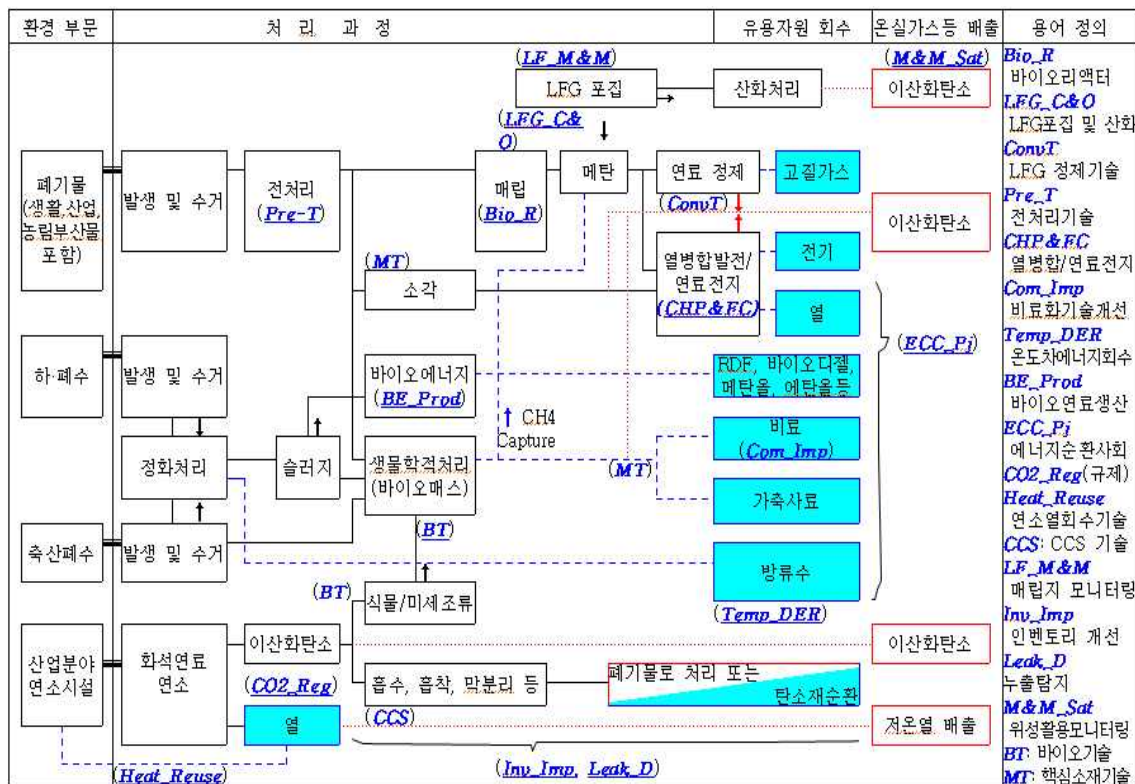 환경 부문
처 리 과 정
유용자원 회수
온실가스등 배출
용어 정의
(LF_M&M)
(M&M_Sat)
LFG 포집
산화처리
이산화탄소
(LFG_C&
O)
폐기물
(생활,산업,
농림부산물
포함)
발생 및 수거
전처리
(Pre-T)
매립
(Bio_R)
메탄
연료 정제
(ConvT)
고질가스
이산화탄소
(MT)
소각
열병합발전/
연료전지
(CHP&FC)
전기
열
(ECC_Pj)
하·폐수
발생 및 수거
바이오에너지
(BE_Prod)
RDF, 바이오디젤,
메탄올, 에탄올등
CH4
Capture
정화처리
슬러지
생물학적처리
(바이오매스)
(BT)
(MT)
비료
(Com_Imp)
가축사료
축산폐수
발생 및 수거
방류수
(Temp_DER)
(BT)
식물/미세조류
산업분야
연소시설
화석연료
연소
이산화탄소
(CO2_Reg)
이산화탄소
흡수, 흡착, 막분리 등
(CCS)
폐기물로 처리 또는
탄소재순환
열
저온열 배출
(Heat_Reuse)
(Inv_Imp, Leak_D)
Bio_R
바이오리액터
LFG_C&O
LFG포집 및 산화
ConvT
LFG 정제기술
Pre_T
전처리기술
CHP&FC
열병합/연료전지
Com_Imp
비료화기술개선
Temp_DER
온도차에너지회수
BE_Prod
바이오연료생산
ECC_Pj
에너지순환사회
CO2_Reg(규제)
Heat_Reuse
연소열회수기술
CCS: CCS 기술
LF_M&M
매립지 모니터링
Inv_Imp
인벤토리 개선
Leak_D
누출탐지
M&M_Sat
위성활용모니터링
BT: 바이오기술
MT: 핵심소재기술